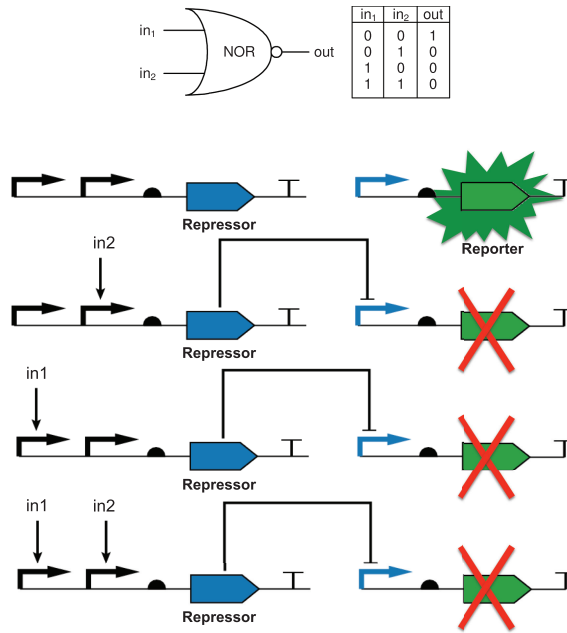 in1 NOR out
in2
in1 in2 out
0 0 1
0 1 0
1 0 0
1 1 0
Repressor
Reporter
in2
Repressor
in1
Repressor
in1 in2
Repressor